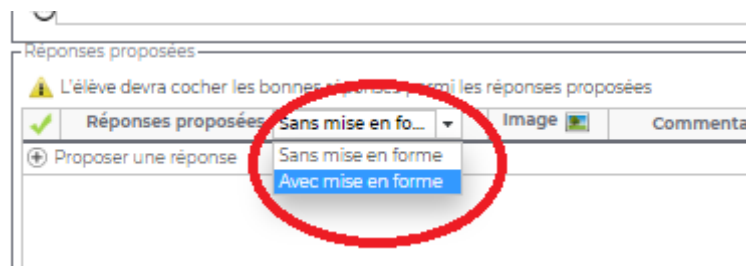 Réponses proposées
L'élève devra cocher les bonnes réponses parmi les réponses proposées
Réponses proposées Sans mise en fo... Image Commenta
Proposer une réponse Sans mise en forme
Avec mise en forme